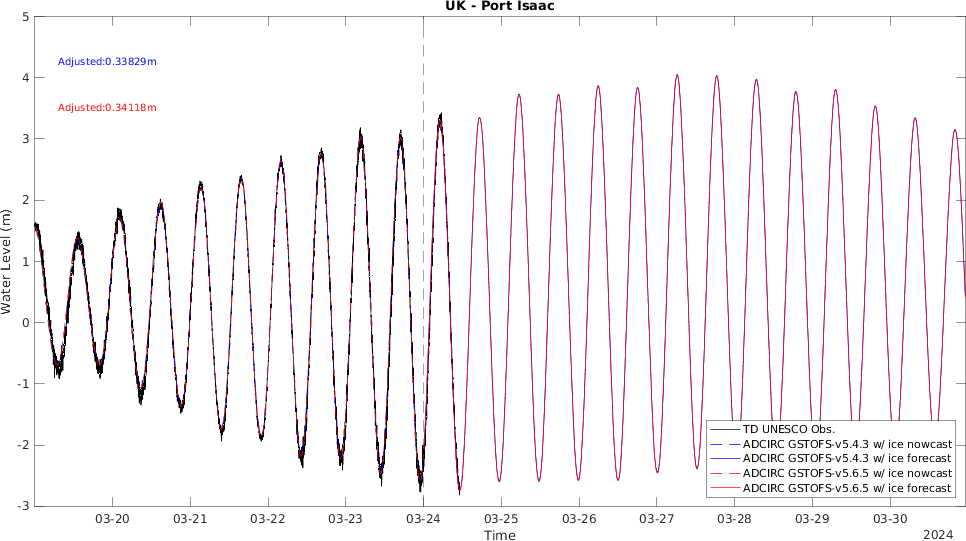 UK - Port Isaac
5
Adjusted:0.33829m
4
Adjusted:0.34118m
3
2
1
0
-1
-2
-3
Water Level (m)
TD UNESCO Obs.
ADCIRC GSTOFS-v5.4.3 w/ ice nowcast
ADCIRC GSTOFS-v5.4.3 w/ ice forecast
ADCIRC GSTOFS-v5.6.5 w/ ice nowcast
ADCIRC GSTOFS-v5.6.5 w/ ice forecast
03-20 03-21 03-22 03-23 03-24 03-25 03-26 03-27 03-28 03-29 03-30
Time
2024